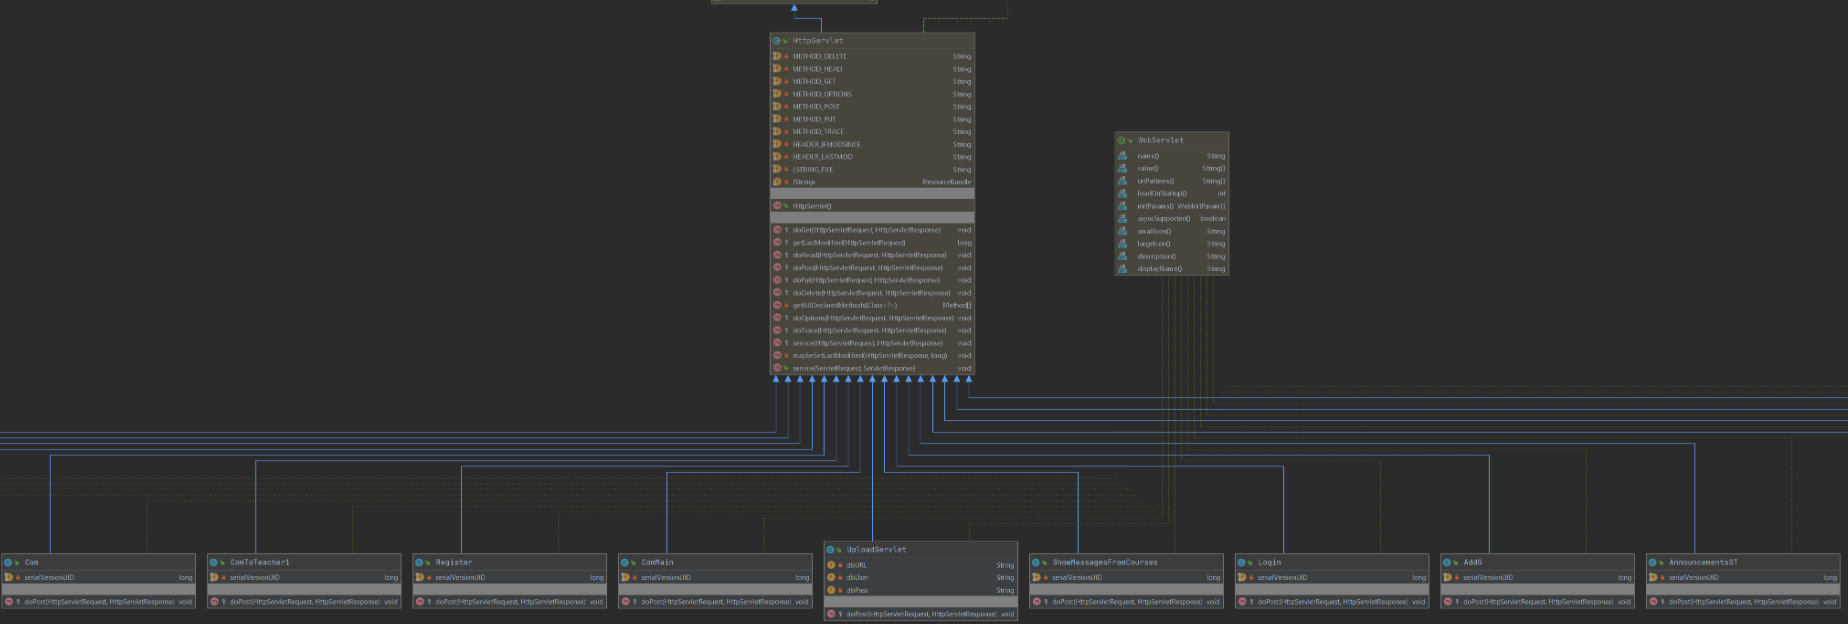 HttpServlet
METHOD_DELETE String
METHOD_HEAD String
METHOD_GET String
METHOD_OPTIONS String
METHOD_POST String
METHOD_PUT String
METHOD_TRACE String
HEADER_IFMODSINCE String
HEADER_LASTMOD String
LSTRING_FILE String
lStrings ResourceBundle
HttpServlet()
doGet(HttpServletRequest, HttpServletResponse) void
getLastModified(HttpServletRequest) long
doHead(HttpServletRequest, HttpServletResponse) void
doPost(HttpServletRequest, HttpServletResponse) void
doPut(HttpServletRequest, HttpServletResponse) void
doDelete(HttpServletRequest, HttpServletResponse) void
getAllDeclaredMethods(Class<?>) Method[]
doOptions(HttpServletRequest, HttpServletResponse) void
doTrace(HttpServletRequest, HttpServletResponse) void
service(HttpServletRequest, HttpServletResponse) void
maybeSetLastModified(HttpServletResponse, long) void
service(ServletRequest, ServletResponse) void
WebServlet
name() String
value() String[]
urlPatterns() String[]
loadOnStartup() int
initParams() WebInitParam[]
asyncSupported() boolean
smallIcon() String
largeIcon() String
description() String
displayName() String
Com
serialVersionUID long
doPost(HttpServletRequest, HttpServletResponse) void
ComToTeacher1
serialVersionUID long
doPost(HttpServletRequest, HttpServletResponse) void
Register
serialVersionUID long
doPost(HttpServletRequest, HttpServletResponse) void
ComMain
serialVersionUID long
doPost(HttpServletRequest, HttpServletResponse) void
UploadServlet
dbURL String
dbUser String
dbPass String
doPost(HttpServletRequest, HttpServletResponse) void
ShowMessagesFromCourses
serialVersionUID long
doPost(HttpServletRequest, HttpServletResponse) void
Login
serialVersionUID long
doPost(HttpServletRequest, HttpServletResponse) void
AddG
serialVersionUID long
doPost(HttpServletRequest, HttpServletResponse) void
AnnouncementsST
serialVersionUID long
doPost(HttpServletRequest, HttpServletResponse) void